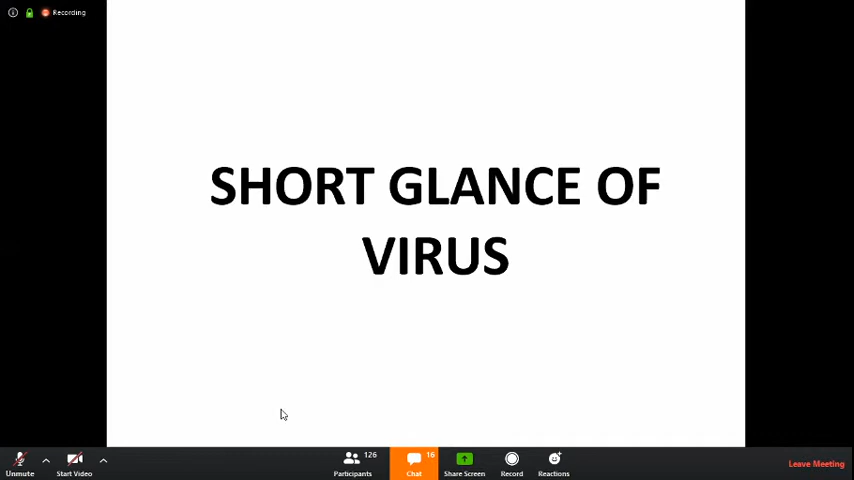 Recording
SHORT GLANCE OF
VIRUS
Unmute
Start Video
126
Participants
16
Chat
Share Screen
Record
Reactions
Leave Meeting